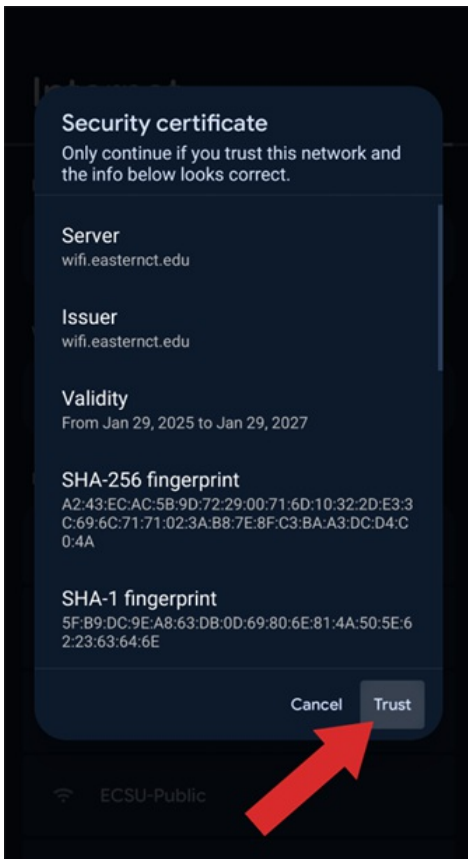 Internet
Security certificate
Only continue if you trust this network and
the info below looks correct.
Server
wifi.easternct.edu
Issuer
wifi.easternct.edu
Validity
From Jan 29, 2025 to Jan 29, 2027
SHA-256 fingerprint
A2:43:EC:AC:5B:9D:72:29:00:71:6D:10:32:2D:E3:3
C:69:6C:71:71:02:3A:B8:7E:8F:C3:BA:A3:DC:D4:C
0:4A
SHA-1 fingerprint
5F:B9:DC:9E:A8:63:DB:0D:69:80:6E:81:4A:50:5E:6
2:23:63:64:6E
Cancel Trust
ECSU-Public